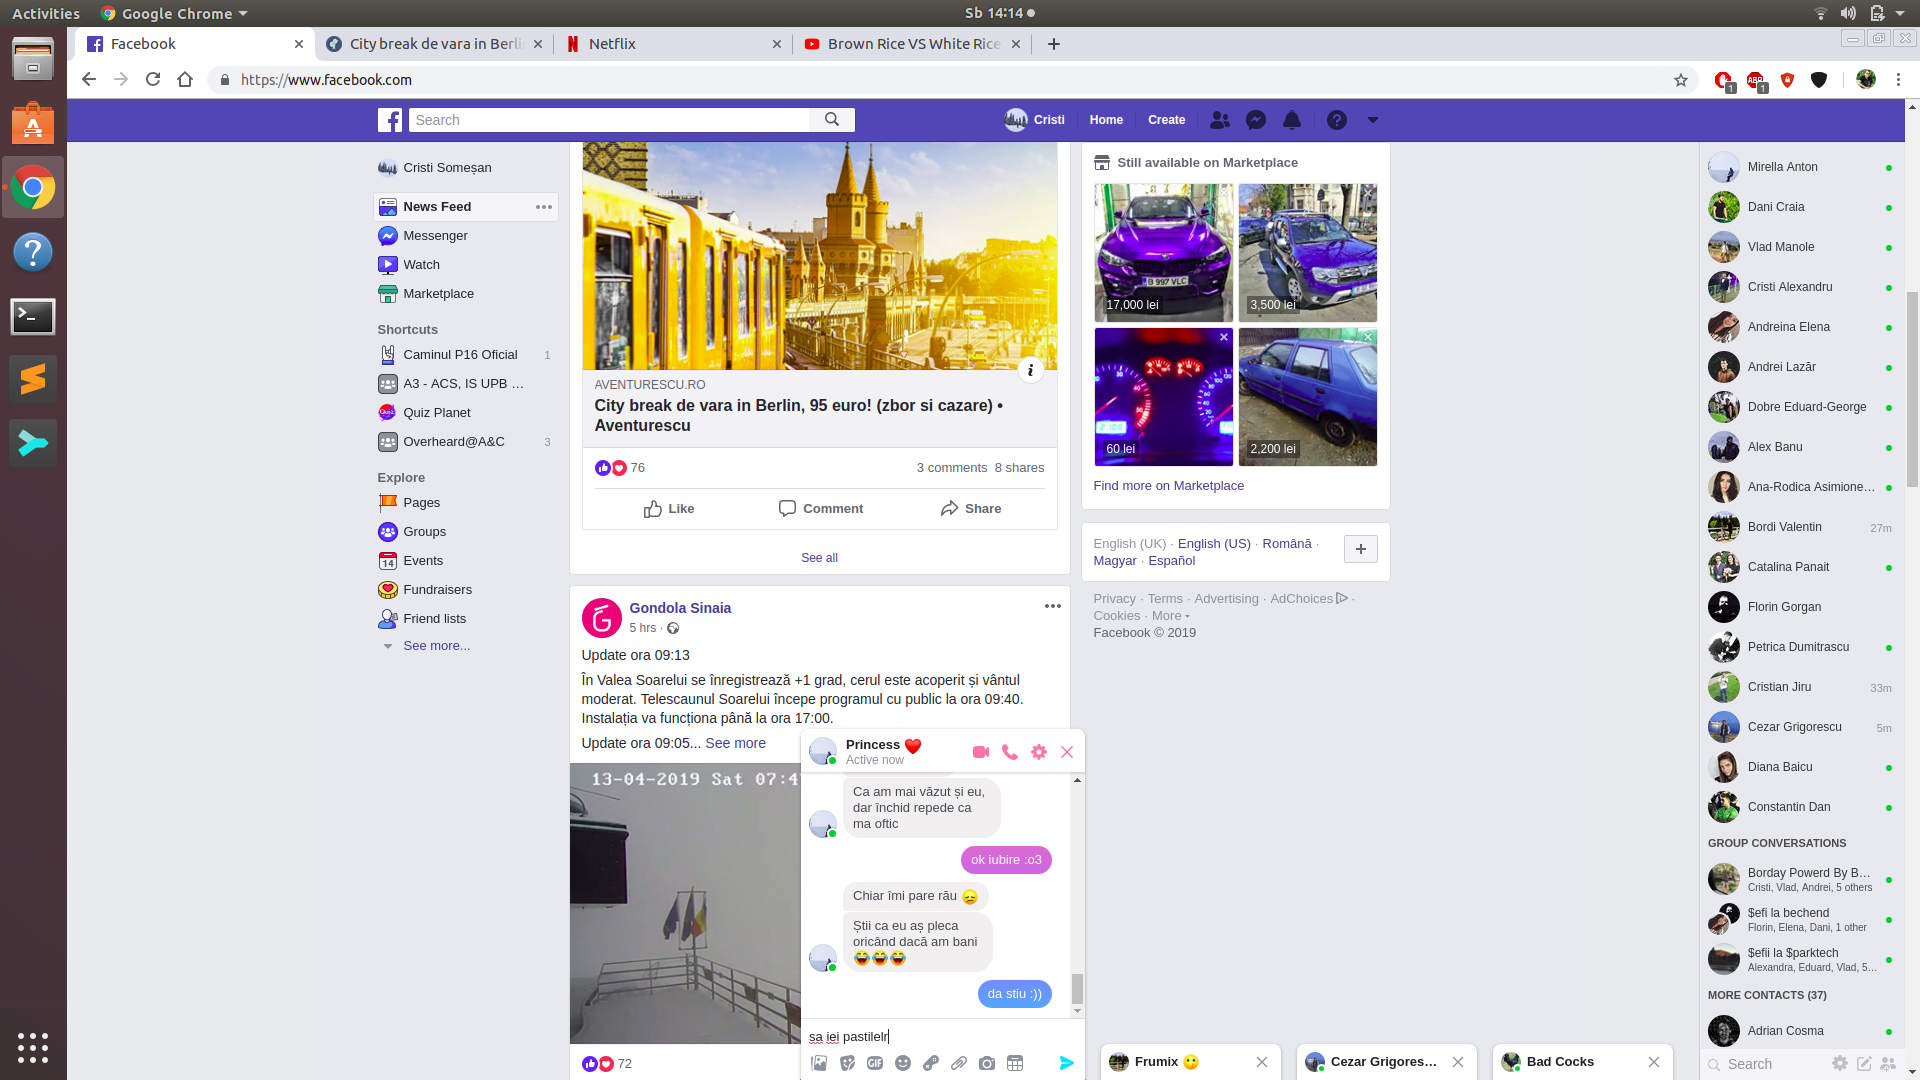 Activities
Google Chrome
Sb 14:14
Facebook
City break de vara in Berli
Netflix
Brown Rice VS White Rice
https://www.facebook.com
1
1
Search
Cristi
Home
Create
Cristi Someșan
News Feed
Messenger
Watch
Marketplace
Shortcuts
Caminul P16 Oficial 1
A3 - ACS, IS UPB ...
Quiz Planet
Overheard@A&C 3
Explore
Pages
Groups
Events
Fundraisers
Friend lists
See more...
AVENTURESCU.RO
City break de vara in Berlin, 95 euro! (zbor si cazare) •
Aventurescu
76
3 comments 8 shares
Like
Comment
Share
See all
Gondola Sinaia
5 hrs ·
Update ora 09:13
În Valea Soarelui se înregistrează +1 grad, cerul este acoperit și vântul
moderat. Telescaunul Soarelui începe programul cu public la ora 09:40.
Instalația va funcționa până la ora 17:00.
Update ora 09:05... See more
13-04-2019 Sat 07:4
72
Still available on Marketplace
B 997 VLC
17,000 lei
3,500 lei
60 lei
2,200 lei
Find more on Marketplace
English (UK) · English (US) · Română ·
Magyar · Español
Privacy · Terms · Advertising · AdChoices ·
Cookies · More
Facebook © 2019
Princess
Active now
Ca am mai văzut și eu,
dar închid repede ca
ma oftic
ok iubire :o3
Chiar îmi pare rău
Știi ca eu aș pleca
oricând dacă am bani
da stiu :))
sa iei pastilelr
GIF
Frumix
Cezar Grigores...
Bad Cocks
Mirella Anton
Dani Craia
Vlad Manole
Cristi Alexandru
Andreina Elena
Andrei Lazăr
Dobre Eduard-George
Alex Banu
Ana-Rodica Asimione...
Bordi Valentin 27m
Catalina Panait
Florin Gorgan
Petrica Dumitrascu
Cristian Jiru 33m
Cezar Grigorescu 5m
Diana Baicu
Constantin Dan
GROUP CONVERSATIONS
Borday Powerd By B...
Cristi, Vlad, Andrei, 5 others
$efi la bechend
Florin, Elena, Dani, 1 other
$efii la $parktech
Alexandra, Eduard, Vlad, 5...
MORE CONTACTS (37)
Adrian Cosma
Search